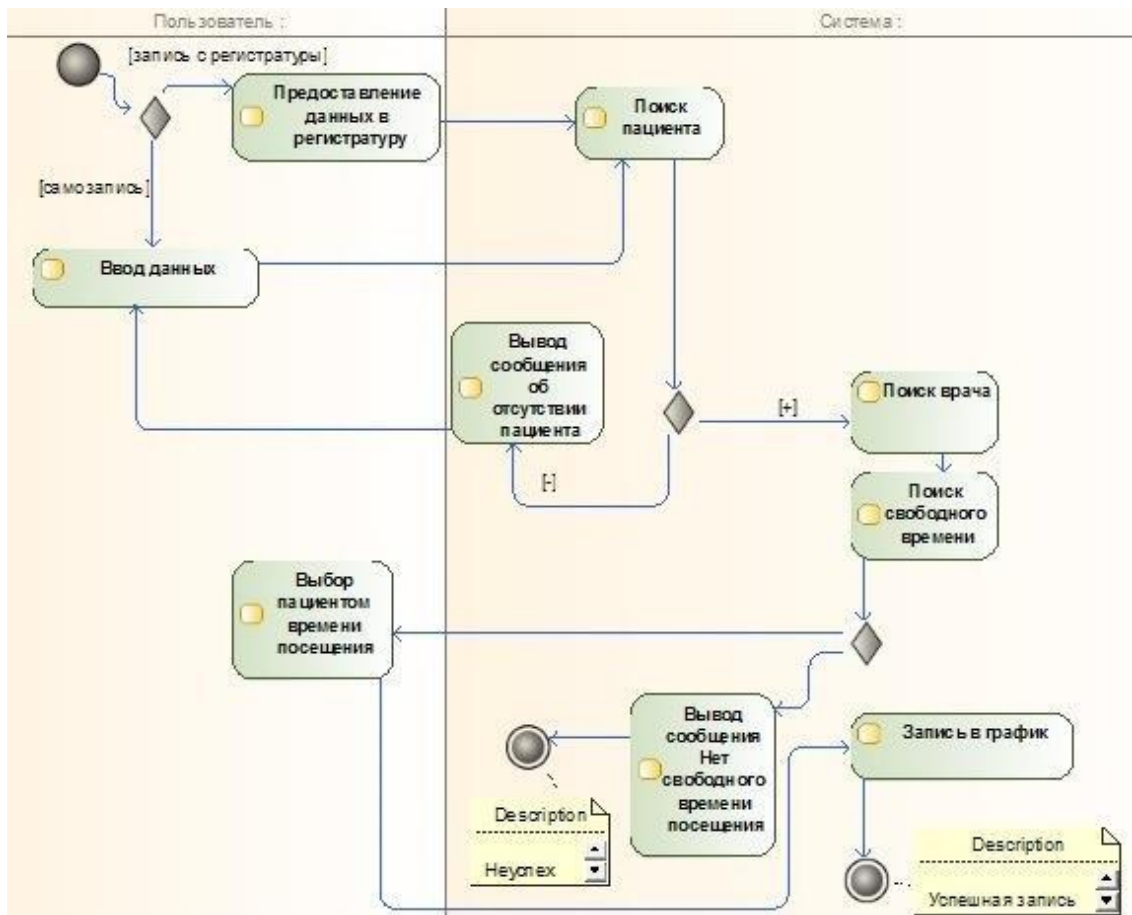 Пользователь :
Система :
[запись с регистратуры]
Предоставление
данных в
регистратуру
Поиск
пациента
[самозапись]
Ввод данных
Вывод
сообщения
об
отсутствии
пациента
[+]
Поиск врача
[-]
Поиск
свободного
времени
Выбор
пациентом
времени
посещения
Вывод
сообщения
Нет
свободного
времени
посещения
Запись в график
Description
Неуспех
Description
Успешная запись